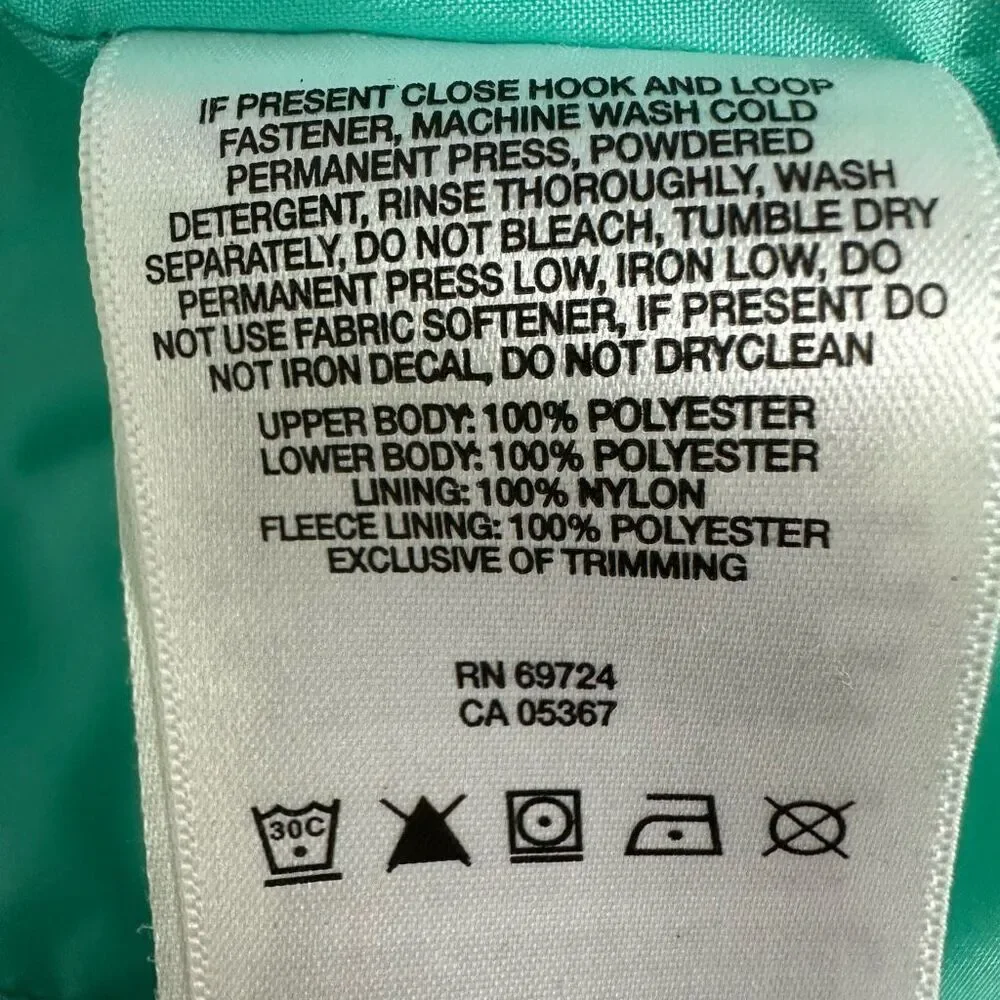 IF PRESENT CLOSE HOOK AND LOOP
FASTENER, MACHINE WASH COLD
PERMANENT PRESS, POWDERED
DETERGENT, RINSE THOROUGHLY, WASH
SEPARATELY, DO NOT BLEACH, TUMBLE DRY
PERMANENT PRESS LOW, IRON LOW, DO
NOT USE FABRIC SOFTENER, IF PRESENT DO
NOT IRON DECAL, DO NOT DRYCLEAN
UPPER BODY: 100% POLYESTER
LOWER BODY: 100% POLYESTER
LINING: 100% NYLON
FLEECE LINING: 100% POLYESTER
EXCLUSIVE OF TRIMMING
RN 69724
CA 05367
30C